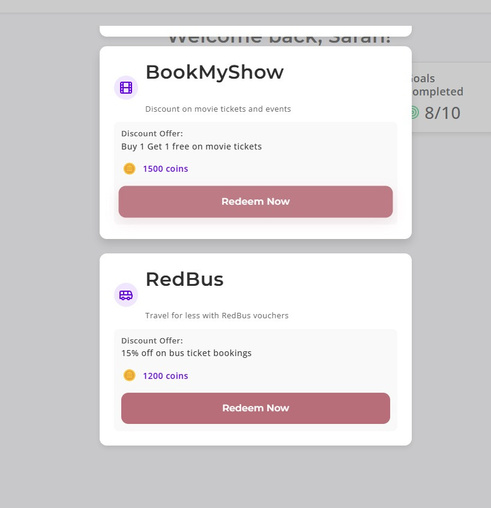 Welcome back, Sarah!
BookMyShow
Discount on movie tickets and events
Discount Offer:
Buy 1 Get 1 free on movie tickets
1500 coins
Redeem Now
oals
ompleted
8/10
RedBus
Travel for less with RedBus vouchers
Discount Offer:
15% off on bus ticket bookings
1200 coins
Redeem Now